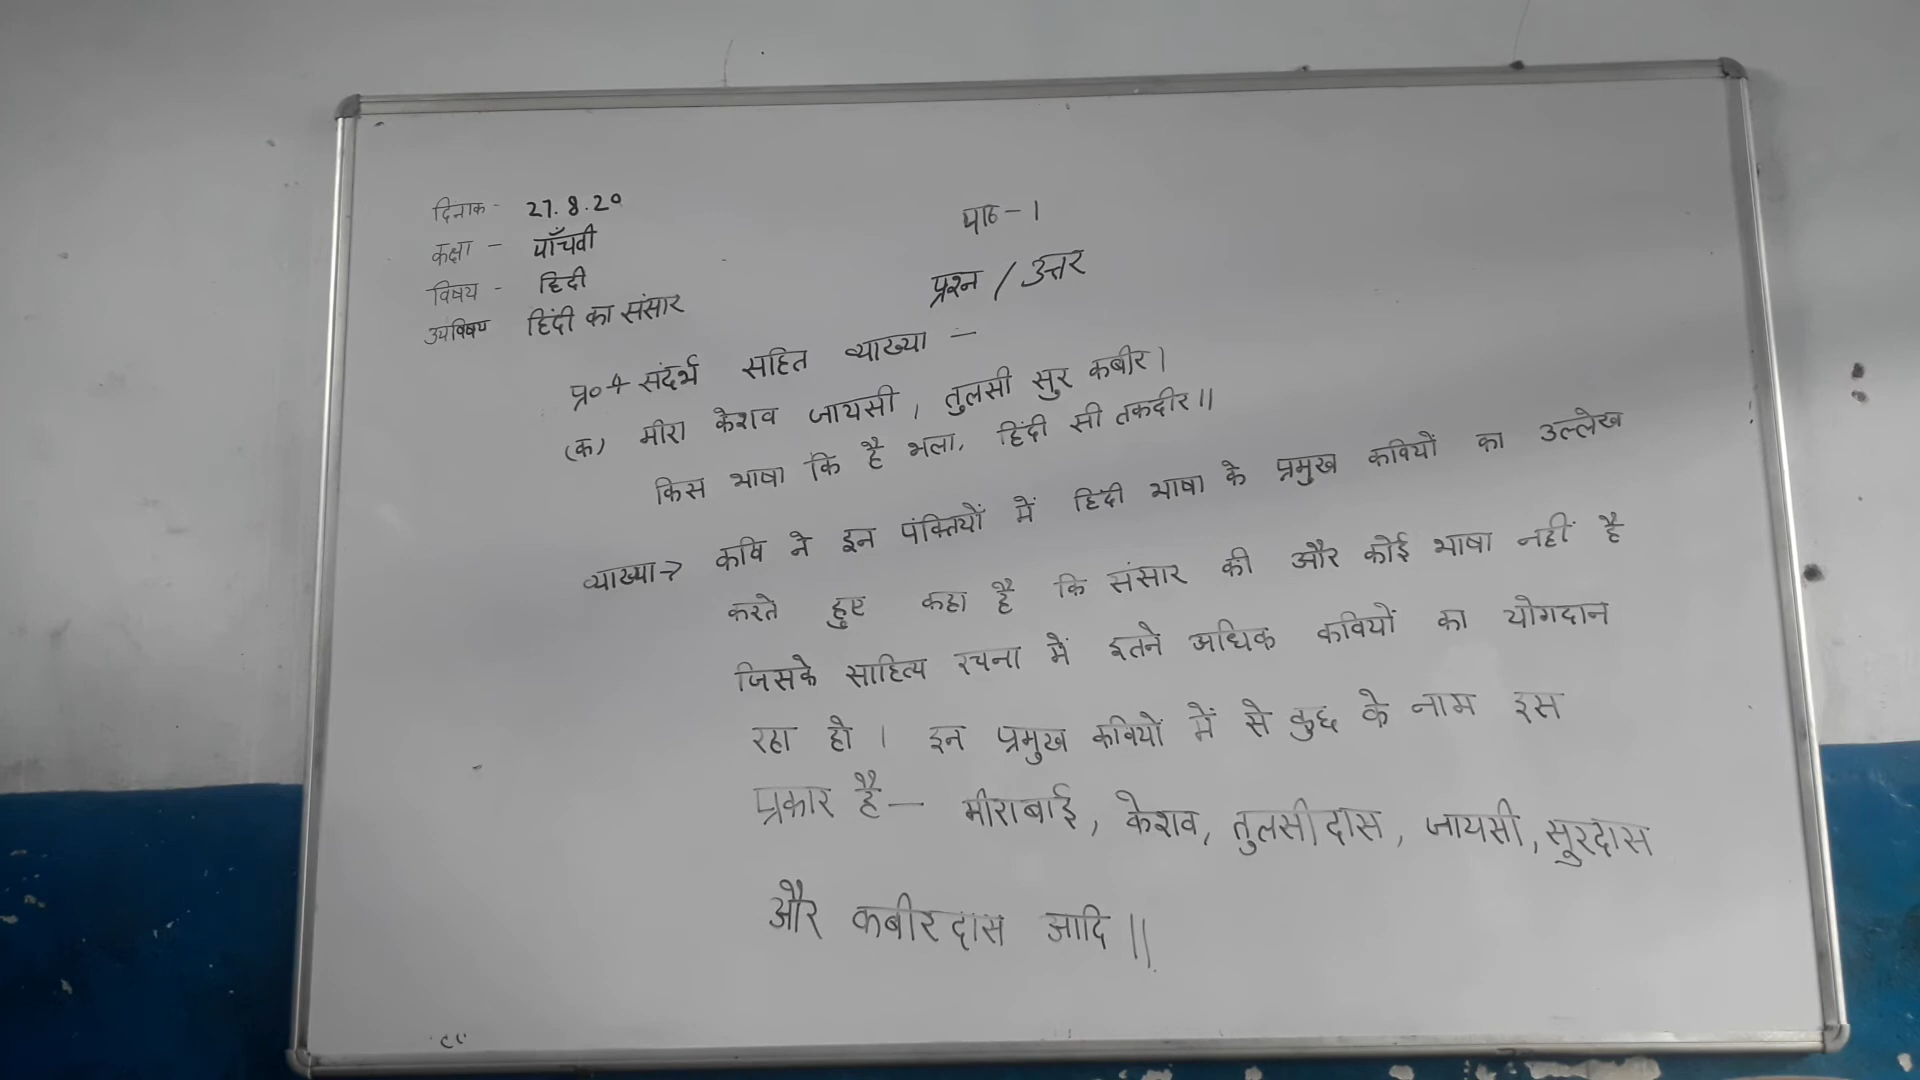 दिनाक - 27.8.20
कक्षा - पाँचवी
विषय - हिंदी
उपविषय हिंदी का संसार
पाठ - 1
प्रश्न / उत्तर
प्र० 4 संदर्भ सहित व्याख्या -
(क) मीरा केशव जायसी, तुलसी सुर कबीर।
किस भाषा कि है भला, हिंदी सी तकदीर॥
व्याख्या→ कवि ने इन पंक्तियों में हिंदी भाषा के प्रमुख कवियों का उल्लेख
करते हुए कहा है कि संसार की और कोई भाषा नहीं है
जिसके साहित्य रचना में इतने अधिक कवियों का योगदान
रहा हो। इन प्रमुख कवियों में से कुछ के नाम इस
प्रकार हैं— मीराबाई, केशव, तुलसीदास, जायसी, सूरदास
और कबीरदास आदि॥